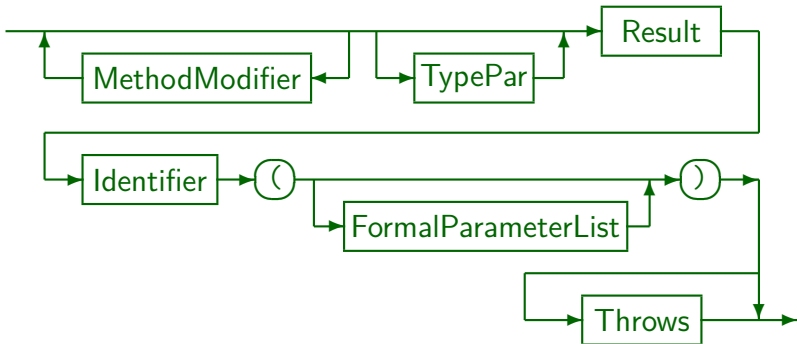 Result
MethodModifier TypePar
Identifier ( )
FormalParameterList
Throws